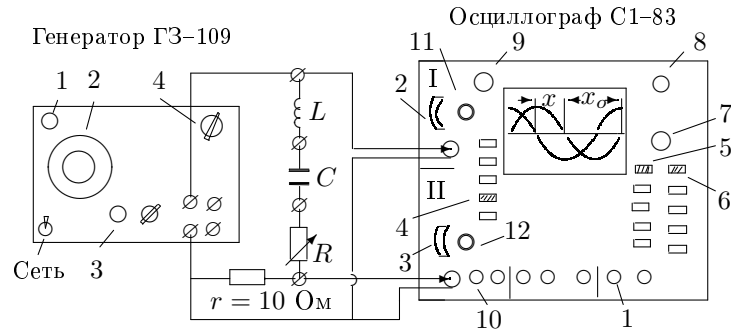 Осциллограф С1–83
Генератор ГЗ–109
11
9
8
1
2
4
2
I
x
x₀
7
L
5
C
II
6
4
R
3
12
Сеть
3
r = 10 Ом
10
1